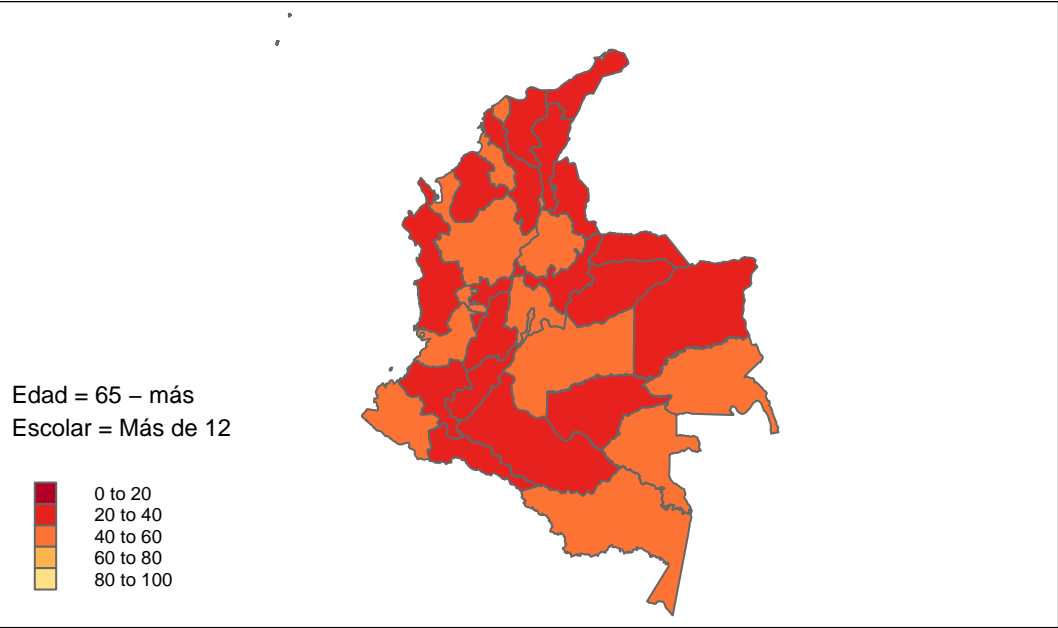 Edad = 65 − más
Escolar = Más de 12
0 to 20
20 to 40
40 to 60
60 to 80
80 to 100